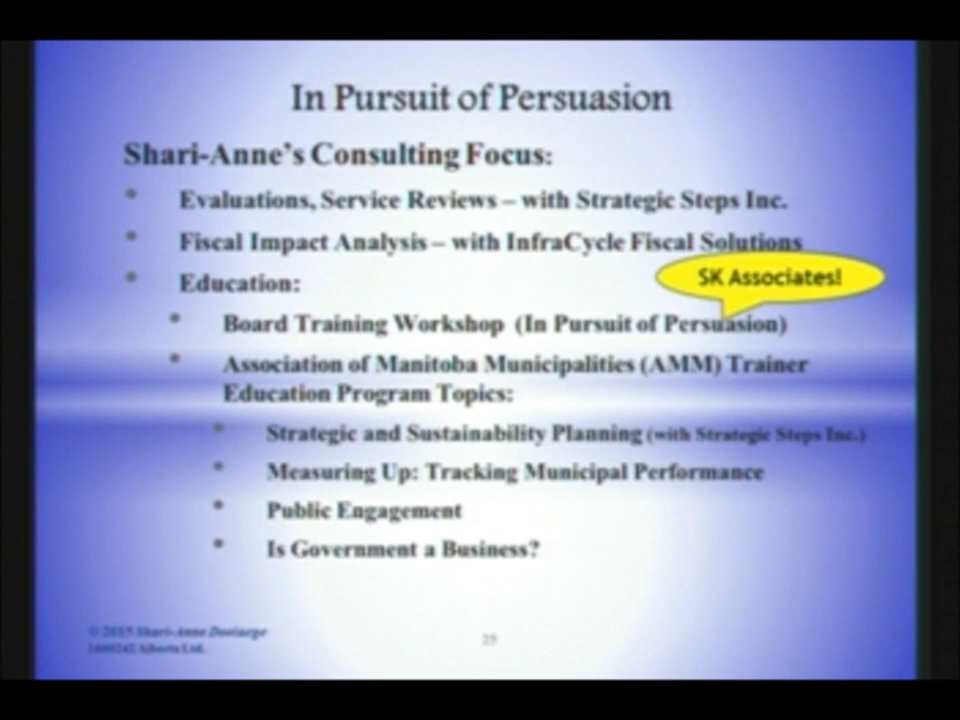 In Pursuit of Persuasion
Shari-Anne's Consulting Focus:
* Evaluations, Service Reviews – with Strategic Steps Inc.
* Fiscal Impact Analysis – with InfraCycle Fiscal Solutions
SK Associates!
* Education:
* Board Training Workshop (In Pursuit of Persuasion)
* Association of Manitoba Municipalities (AMM) Trainer
Education Program Topics:
* Strategic and Sustainability Planning (with Strategic Steps Inc.)
* Measuring Up: Tracking Municipal Performance
* Public Engagement
* Is Government a Business?
© 2015 Shari-Anne
Alberta Ltd.
25